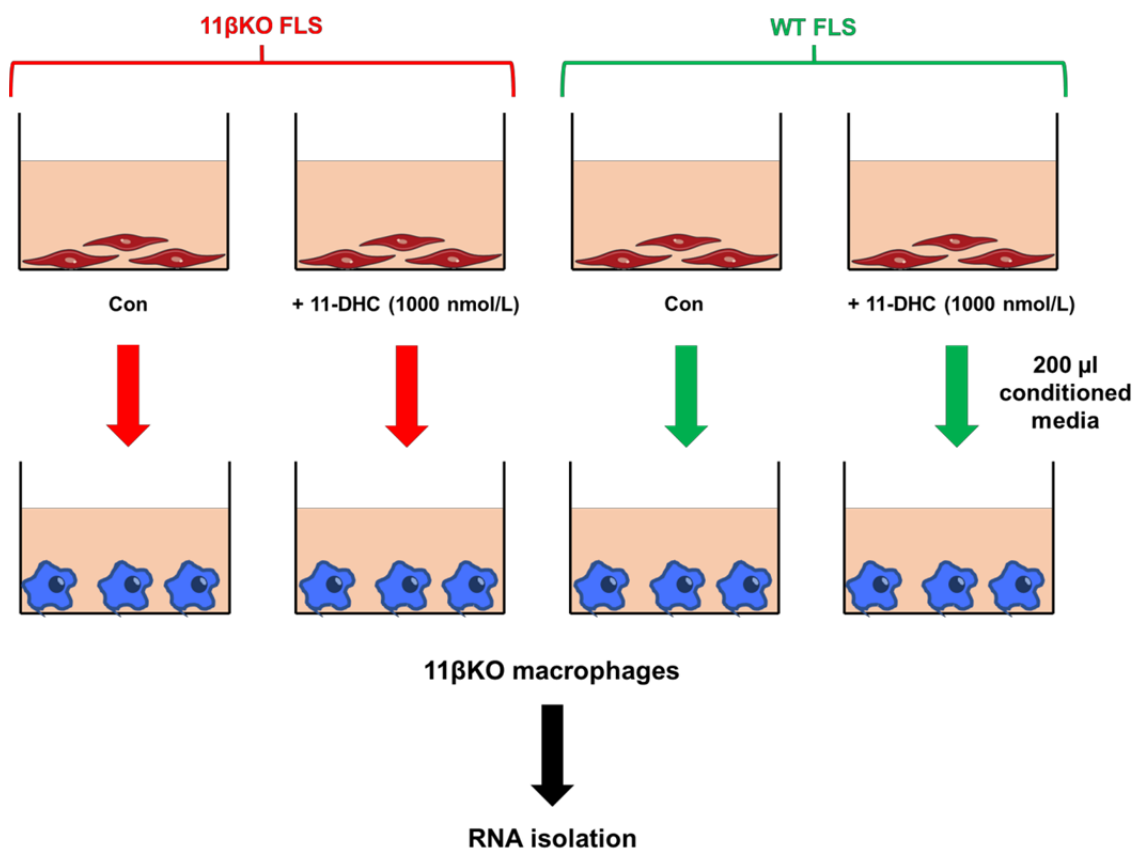 11βKO FLS
WT FLS
Con
+ 11-DHC (1000 nmol/L)
Con
+ 11-DHC (1000 nmol/L)
200 µl
conditioned
media
11βKO macrophages
RNA isolation